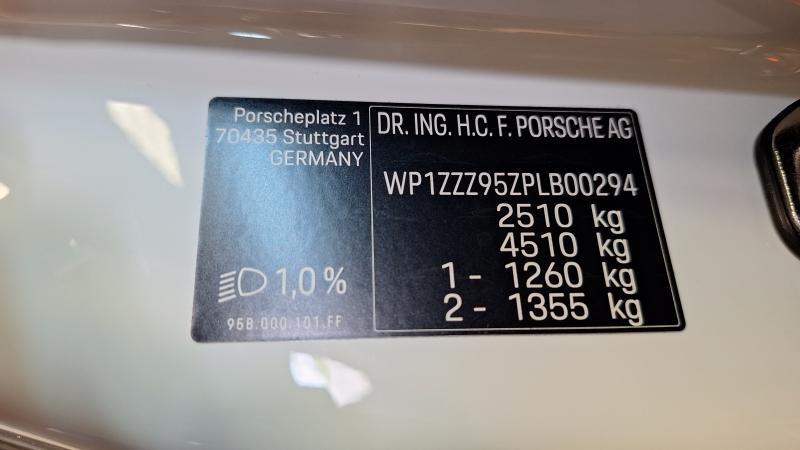 Porscheplatz 1
70435 Stuttgart
GERMANY
1,0 %
95B.000.101.FF
DR. ING. H.C. F. PORSCHE AG
WP1ZZZ95ZPLB00294
2510 kg
4510 kg
1 - 1260 kg
2 - 1355 kg